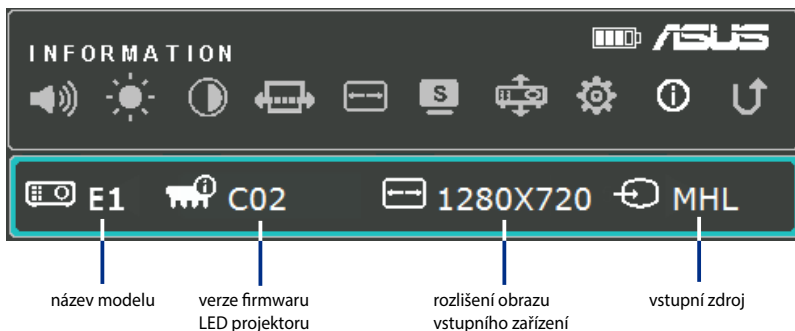 INFORMATION
ASUS
S
E1
C02
1280X720
MHL
název modelu
verze firmwaru
LED projektoru
rozlišení obrazu
vstupního zařízení
vstupní zdroj